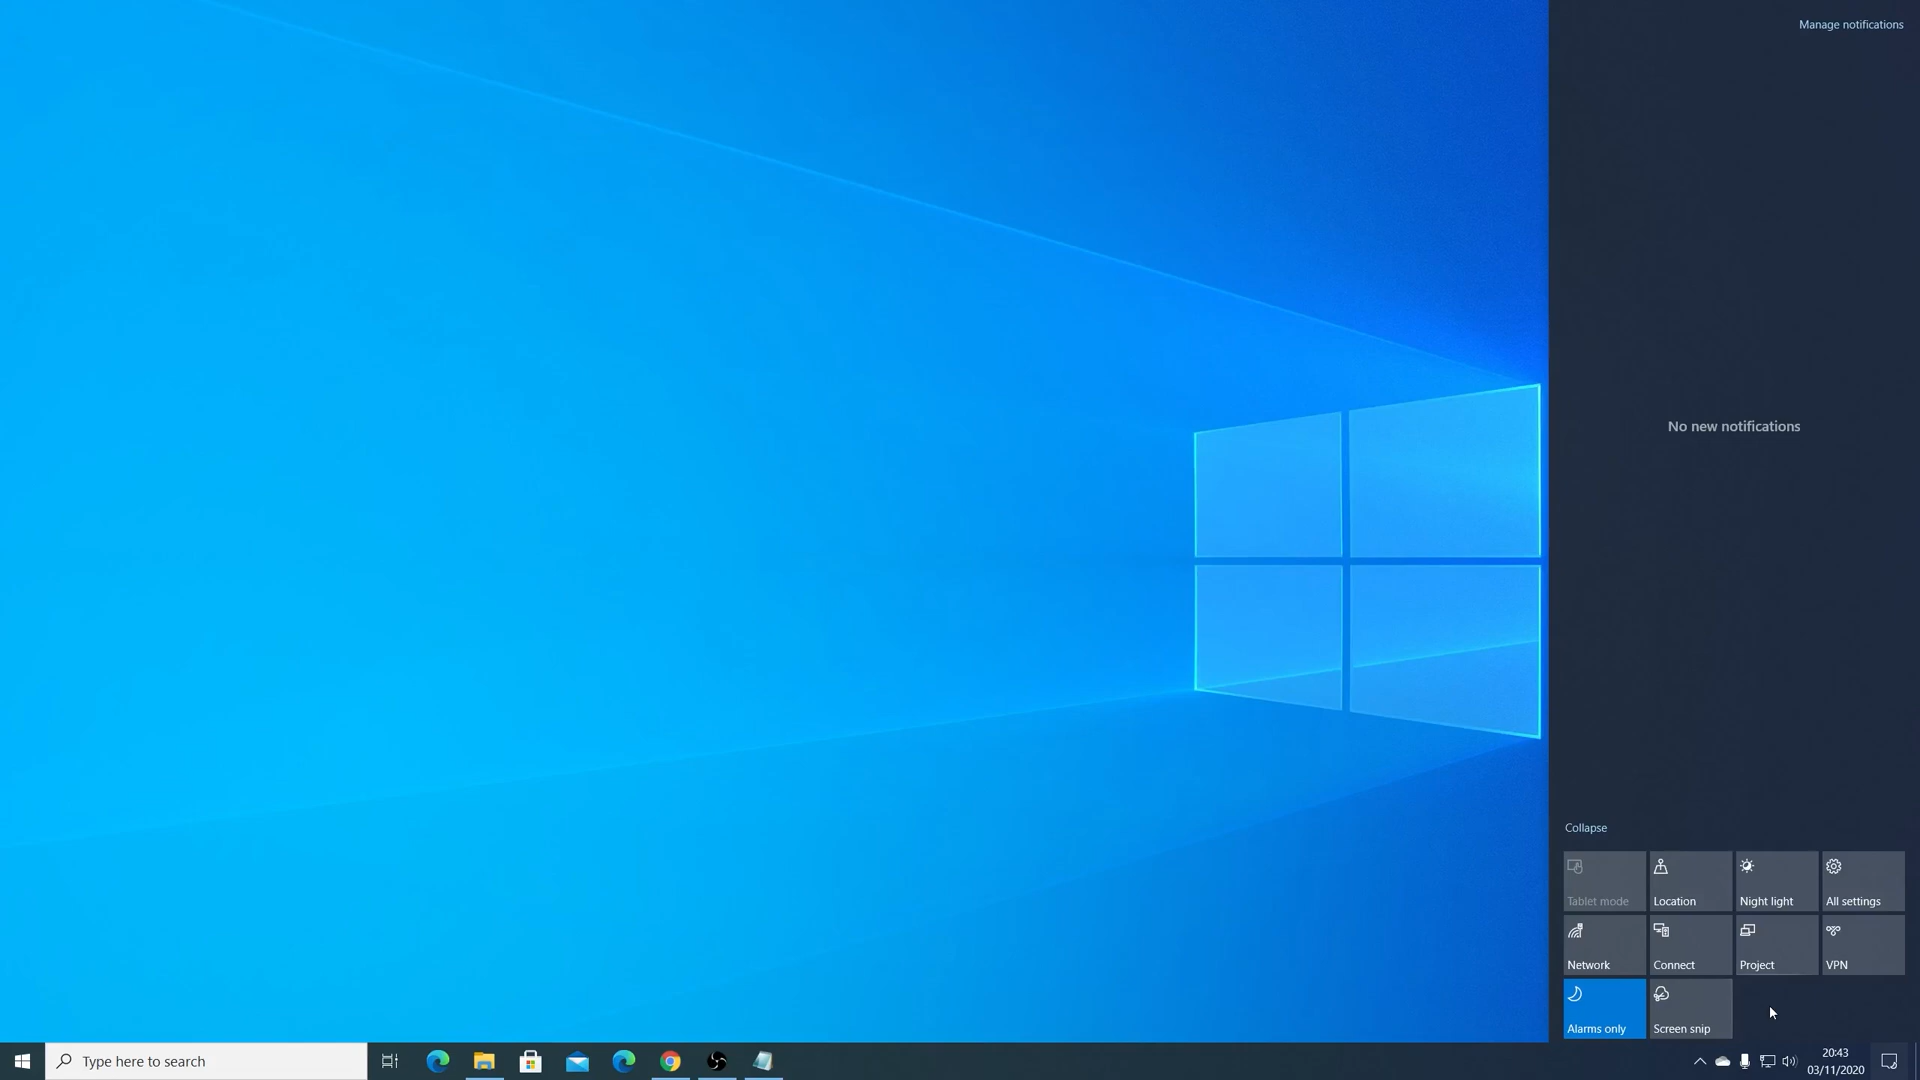 Manage notifications
No new notifications
Collapse
Tablet mode
Location
Night light
All settings
Network
Connect
Project
VPN
Alarms only
Screen snip
Type here to search
20:43
03/11/2020